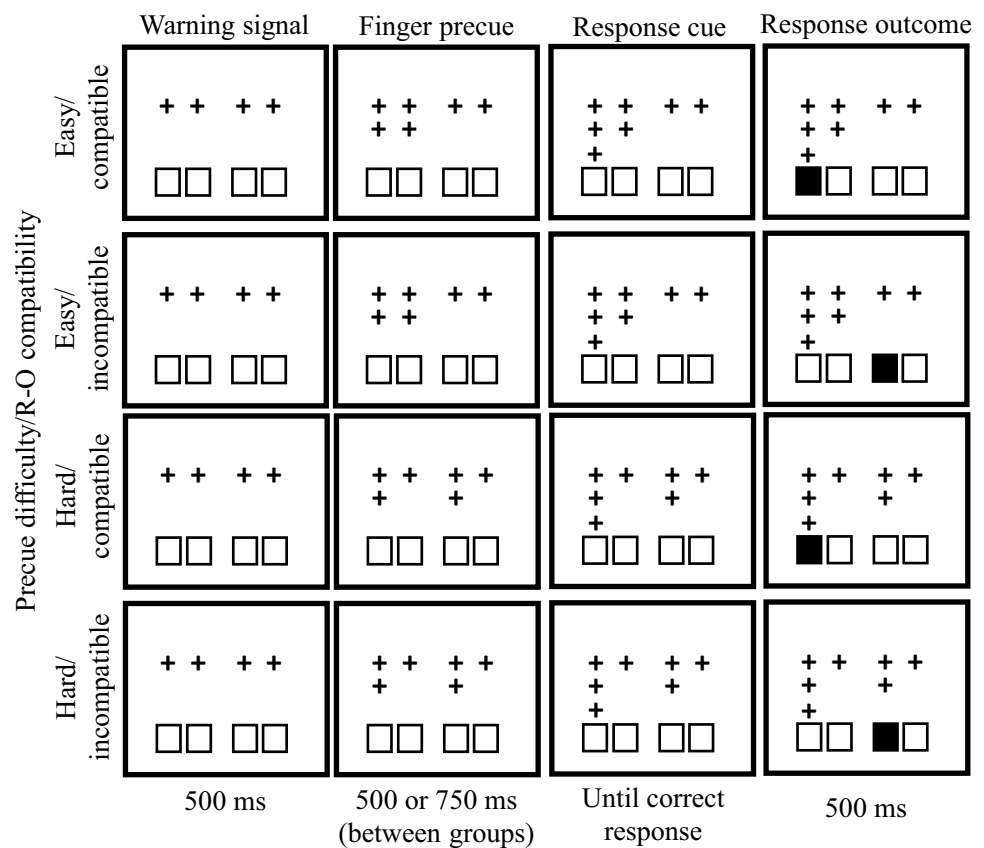 Warning signal
Finger precue
Response cue
Response outcome
Precue difficulty/R-O compatibility
Easy/
compatible
Easy/
incompatible
Hard/
compatible
Hard/
incompatible
500 ms
500 or 750 ms
(between groups)
Until correct
response
500 ms